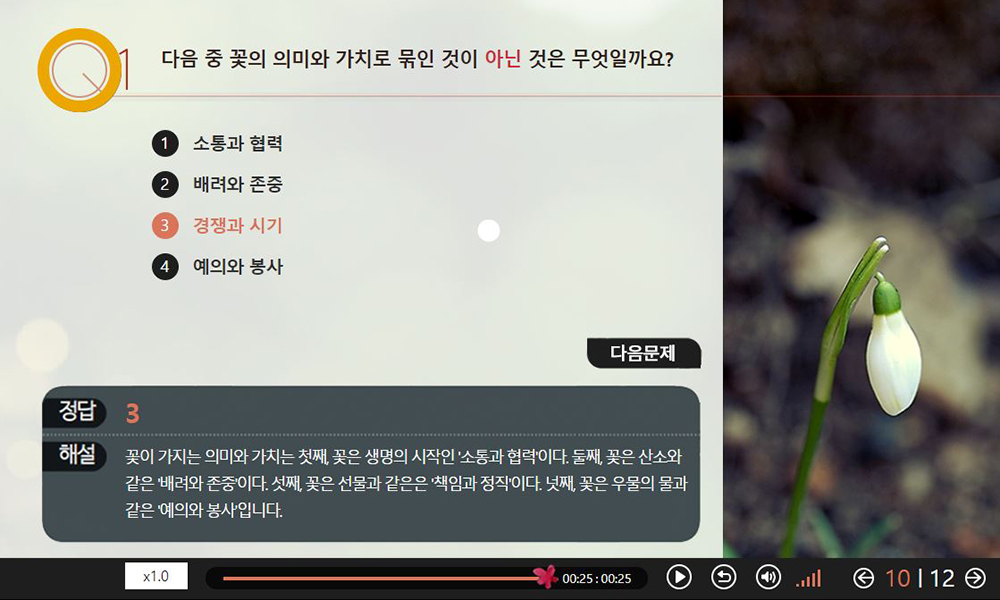 Q1 다음 중 꽃의 의미와 가치로 묶인 것이 아닌 것은 무엇일까요?
1 소통과 협력
2 배려와 존중
3 경쟁과 시기
4 예의와 봉사
다음문제
정답 3
해설 꽃이 가지는 의미와 가치는 첫째, 꽃은 생명의 시작인 '소통과 협력'이다. 둘째, 꽃은 산소와
같은 '배려와 존중'이다. 셋째, 꽃은 선물과 같은은 '책임과 정직'이다. 넷째, 꽃은 우물의 물과
같은 '예의와 봉사'입니다.
x1.0 00:25 : 00:25 10 | 12